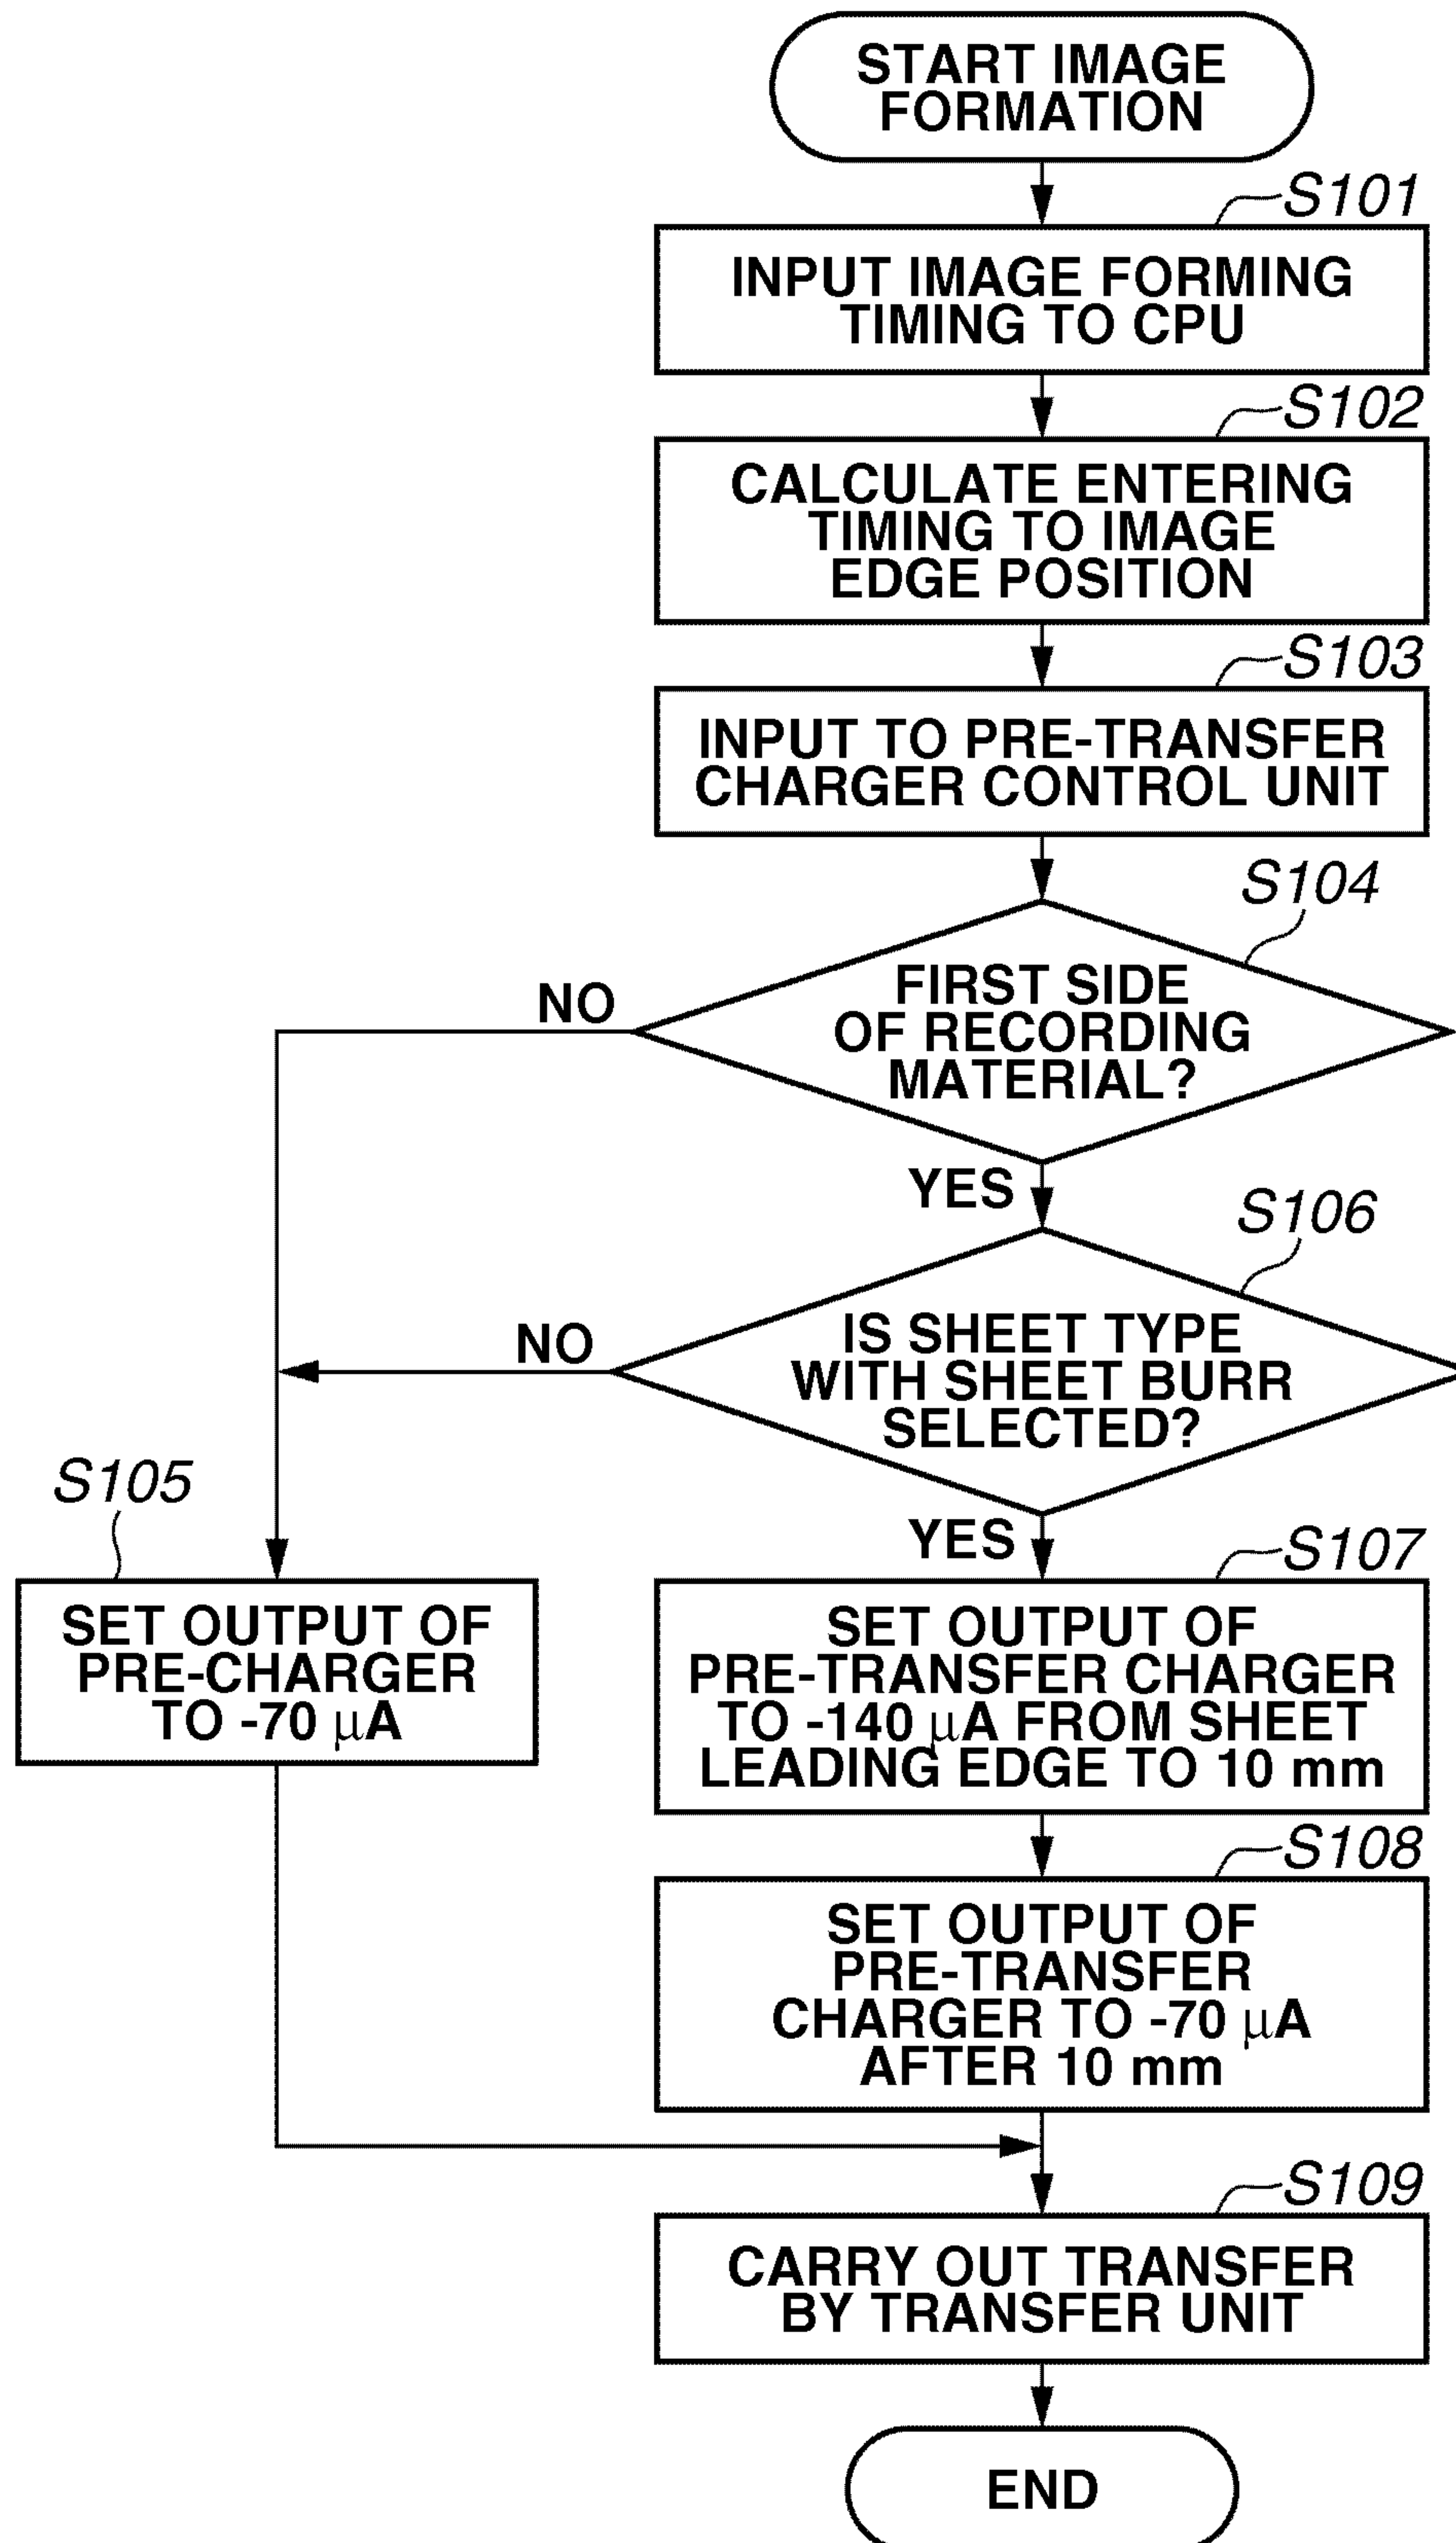 START IMAGE
FORMATION
S101
INPUT IMAGE FORMING
TIMING TO CPU
S102
CALCULATE ENTERING
TIMING TO IMAGE
EDGE POSITION
S103
INPUT TO PRE-TRANSFER
CHARGER CONTROL UNIT
S104
FIRST SIDE
OF RECORDING
MATERIAL?
NO
YES
S106
IS SHEET TYPE
WITH SHEET BURR
SELECTED?
NO
YES
S105
SET OUTPUT OF
PRE-CHARGER
TO -70 μA
S107
SET OUTPUT OF
PRE-TRANSFER CHARGER
TO -140 μA FROM SHEET
LEADING EDGE TO 10 mm
S108
SET OUTPUT OF
PRE-TRANSFER
CHARGER TO -70 μA
AFTER 10 mm
S109
CARRY OUT TRANSFER
BY TRANSFER UNIT
END